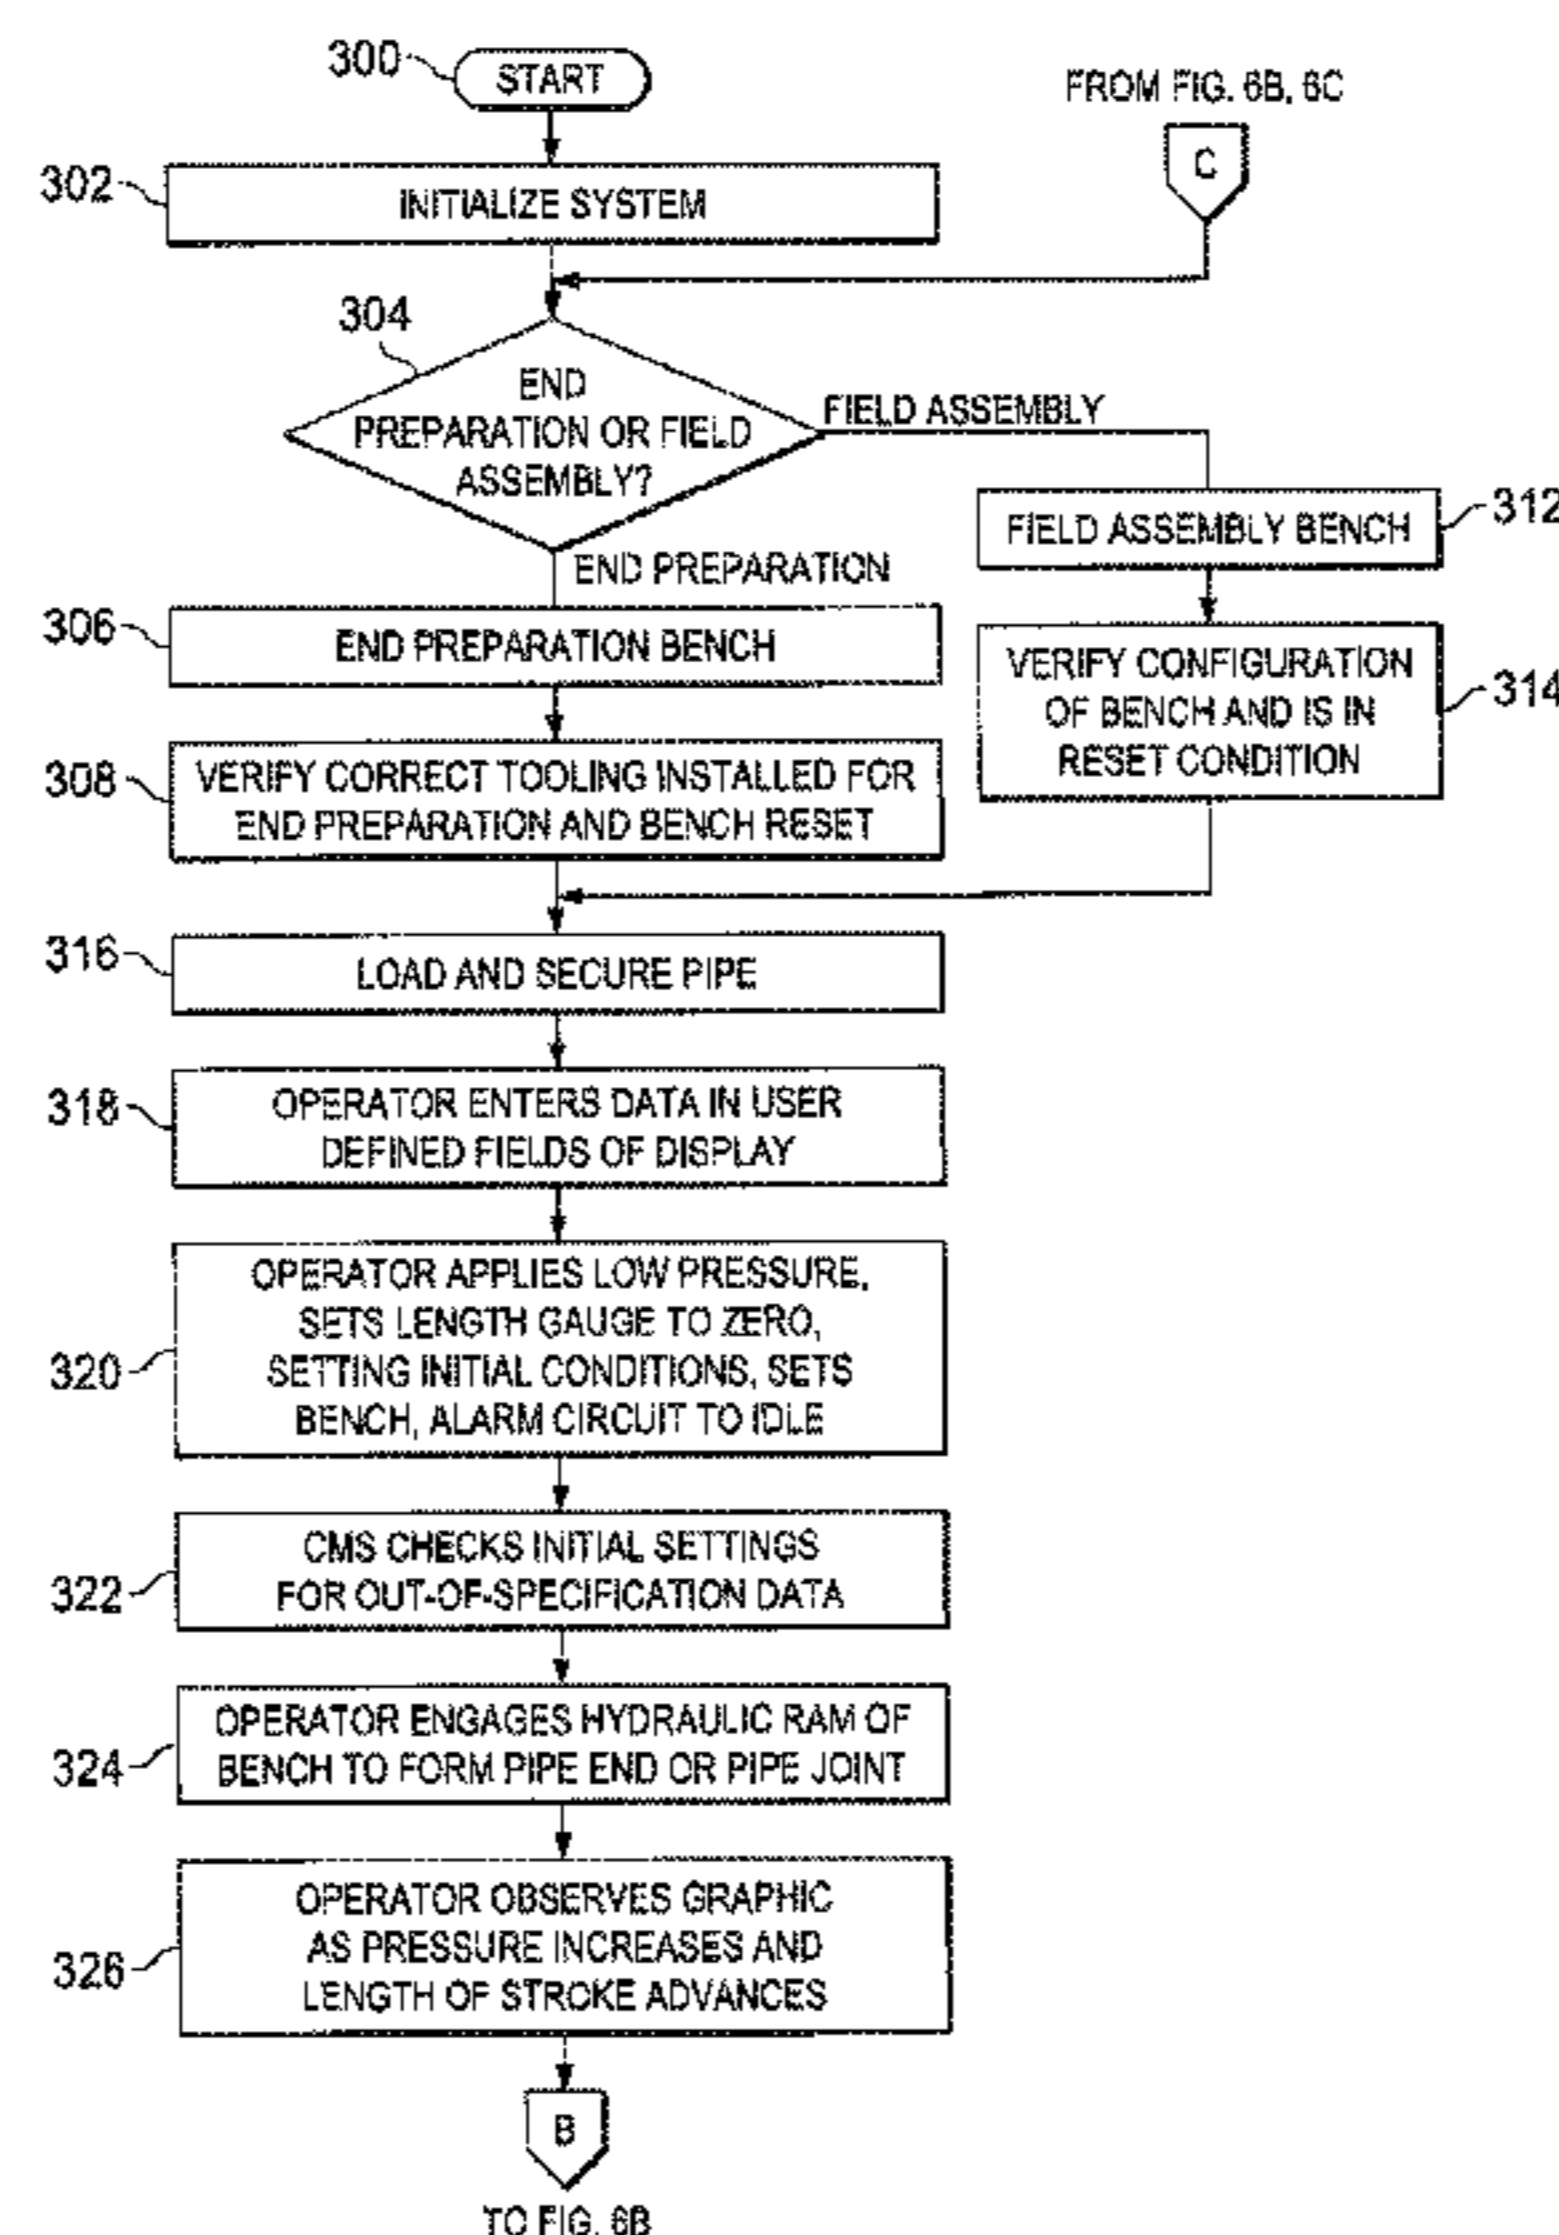 300
START
FROM FIG. 6B, 6C
C
302
INITIALIZE SYSTEM
304
END
PREPARATION OR FIELD
ASSEMBLY?
FIELD ASSEMBLY
FIELD ASSEMBLY BENCH
312
END PREPARATION
306
END PREPARATION BENCH
VERIFY CONFIGURATION
OF BENCH AND IS IN
RESET CONDITION
314
308
VERIFY CORRECT TOOLING INSTALLED FOR
END PREPARATION AND BENCH RESET
316
LOAD AND SECURE PIPE
318
OPERATOR ENTERS DATA IN USER
DEFINED FIELDS OF DISPLAY
320
OPERATOR APPLIES LOW PRESSURE,
SETS LENGTH GAUGE TO ZERO,
SETTING INITIAL CONDITIONS, SETS
BENCH, ALARM CIRCUIT TO IDLE
322
CMS CHECKS INITIAL SETTINGS
FOR OUT-OF-SPECIFICATION DATA
324
OPERATOR ENGAGES HYDRAULIC RAM OF
BENCH TO FORM PIPE END OR PIPE JOINT
326
OPERATOR OBSERVES GRAPHIC
AS PRESSURE INCREASES AND
LENGTH OF STROKE ADVANCES
B
TO FIG. 6B